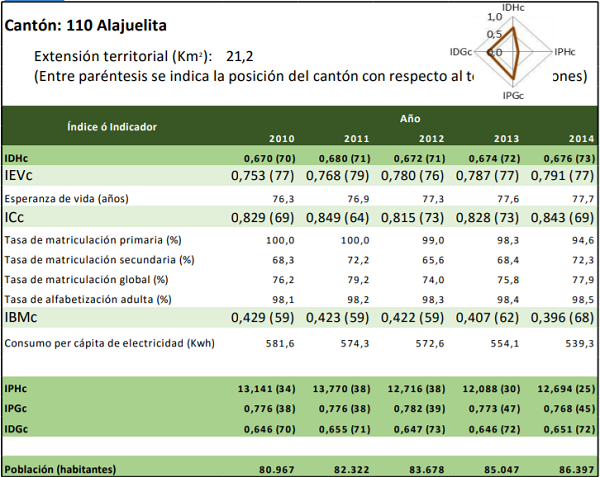 Cantón: 110 Alajuelita
Extensión territorial (Km²): 21,2
(Entre paréntesis se indica la posición del cantón con respecto al ones)
IDHc
1,0
0,5
IDGc 0,0 IPHc
IPGc
Índice ó Indicador Año
2010 2011 2012 2013 2014
IDHc 0,670 (70) 0,680 (71) 0,672 (71) 0,674 (72) 0,676 (73)
IEVc 0,753 (77) 0,768 (79) 0,780 (76) 0,787 (77) 0,791 (77)
Esperanza de vida (años) 76,3 76,9 77,3 77,6 77,7
ICc 0,829 (69) 0,849 (64) 0,815 (73) 0,828 (73) 0,843 (69)
Tasa de matriculación primaria (%) 100,0 100,0 99,0 98,3 94,6
Tasa de matriculación secundaria (%) 68,3 72,2 65,6 68,4 72,3
Tasa de matriculación global (%) 76,2 79,2 74,0 75,8 77,9
Tasa de alfabetización adulta (%) 98,1 98,2 98,3 98,4 98,5
IBMc 0,429 (59) 0,423 (59) 0,422 (59) 0,407 (62) 0,396 (68)
Consumo per cápita de electricidad (Kwh) 581,6 574,3 572,6 554,1 539,3
IPHc 13,141 (34) 13,770 (38) 12,716 (38) 12,088 (30) 12,694 (25)
IPGc 0,776 (38) 0,776 (38) 0,782 (39) 0,773 (47) 0,768 (45)
IDGc 0,646 (70) 0,655 (71) 0,647 (73) 0,646 (72) 0,651 (72)
Población (habitantes) 80.967 82.322 83.678 85.047 86.397